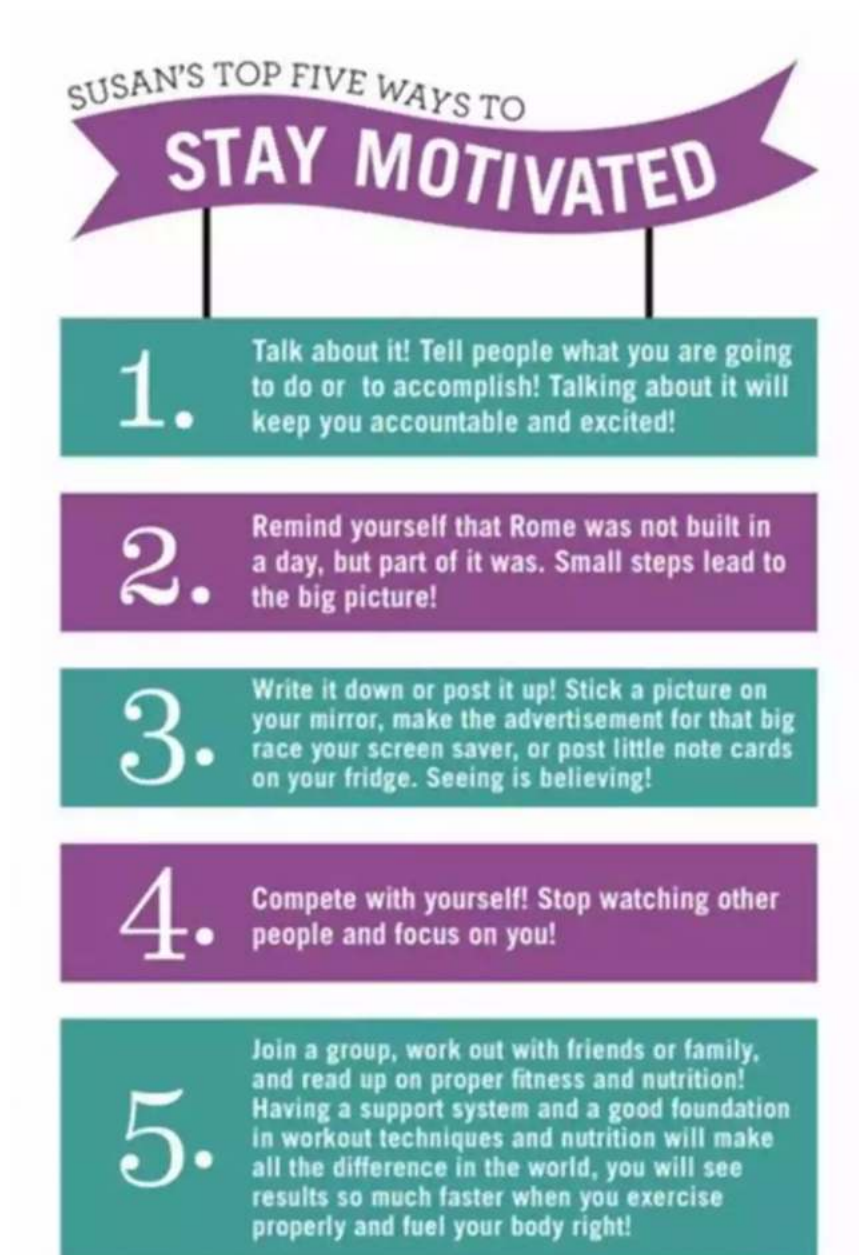 SUSAN'S TOP FIVE WAYS TO
STAY MOTIVATED
1.
Talk about it! Tell people what you are going
to do or to accomplish! Talking about it will
keep you accountable and excited!
2.
Remind yourself that Rome was not built in
a day, but part of it was. Small steps lead to
the big picture!
3.
Write it down or post it up! Stick a picture on
your mirror, make the advertisement for that big
race your screen saver, or post little note cards
on your fridge. Seeing is believing!
4.
Compete with yourself! Stop watching other
people and focus on you!
5.
Join a group, work out with friends or family,
and read up on proper fitness and nutrition!
Having a support system and a good foundation
in workout techniques and nutrition will make
all the difference in the world, you will see
results so much faster when you exercise
properly and fuel your body right!